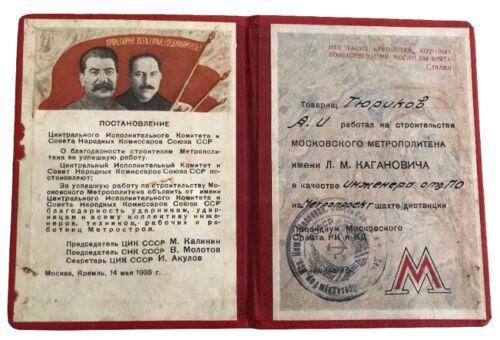 ПРОЛЕТАРИИ ВСЕХ СТРАН, СОЕДИНЯЙТЕСЬ!
ПОСТАНОВЛЕНИЕ
Центрального Исполнительного Комитета и
Совета Народных Комиссаров Союза ССР
О благодарности строителям Метрополи-
тена за успешную работу.
Центральный Исполнительный Комитет и
Совет Народных Комиссаров Союза ССР по-
становляют:
За успешную работу по строительству
Московского Метрополитена объявить от имени
Центрального Исполнительного Комитета и
Совета Народных Комиссаров Союза ССР
благодарность ударникам, удар-
ницам и всему коллективу инже-
неров, техников, рабочих и ра-
ботниц Метростроя.
Председатель ЦИК СССР М. Калинин
Председатель СНК СССР В. Молотов
Секретарь ЦИК СССР И. Акулов
Москва, Кремль, 14 мая 1935 г.
НЕТ ТАКИХ КРЕПОСТЕЙ, КОТОРЫХ
БОЛЬШЕВИКИ НЕ МОГЛИ БЫ ВЗЯТЬ
Сталин
Товарищ Тюриков
А.И работал на строительстве
МОСКОВСКОГО МЕТРОПОЛИТЕНА
имени Л. М. КАГАНОВИЧА
в качестве инженера отд. ПО
на Метропроект шахте/дистанции
Президиум Московского
Совета РК и КД
М